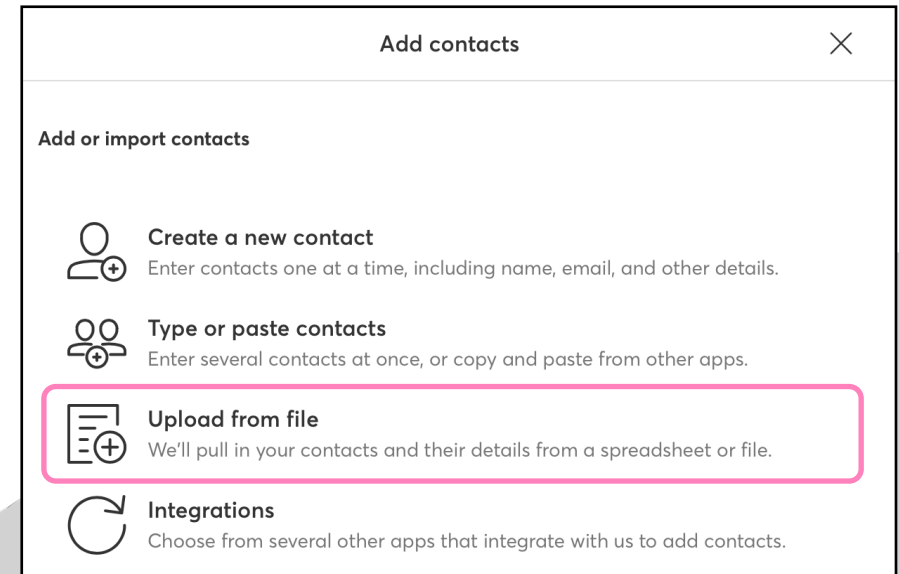 Add contacts
Add or import contacts
Create a new contact
Enter contacts one at a time, including name, email, and other details.
Type or paste contacts
Enter several contacts at once, or copy and paste from other apps.
Upload from file
We'll pull in your contacts and their details from a spreadsheet or file.
Integrations
Choose from several other apps that integrate with us to add contacts.